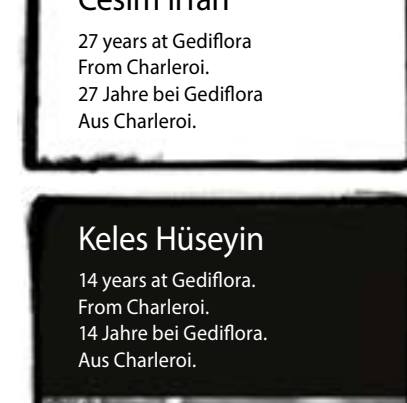 27 years at Gediflora
From Charleroi.
27 Jahre bei Gediflora
Aus Charleroi.
Keles Hüseyin
14 years at Gediflora.
From Charleroi.
14 Jahre bei Gediflora.
Aus Charleroi.